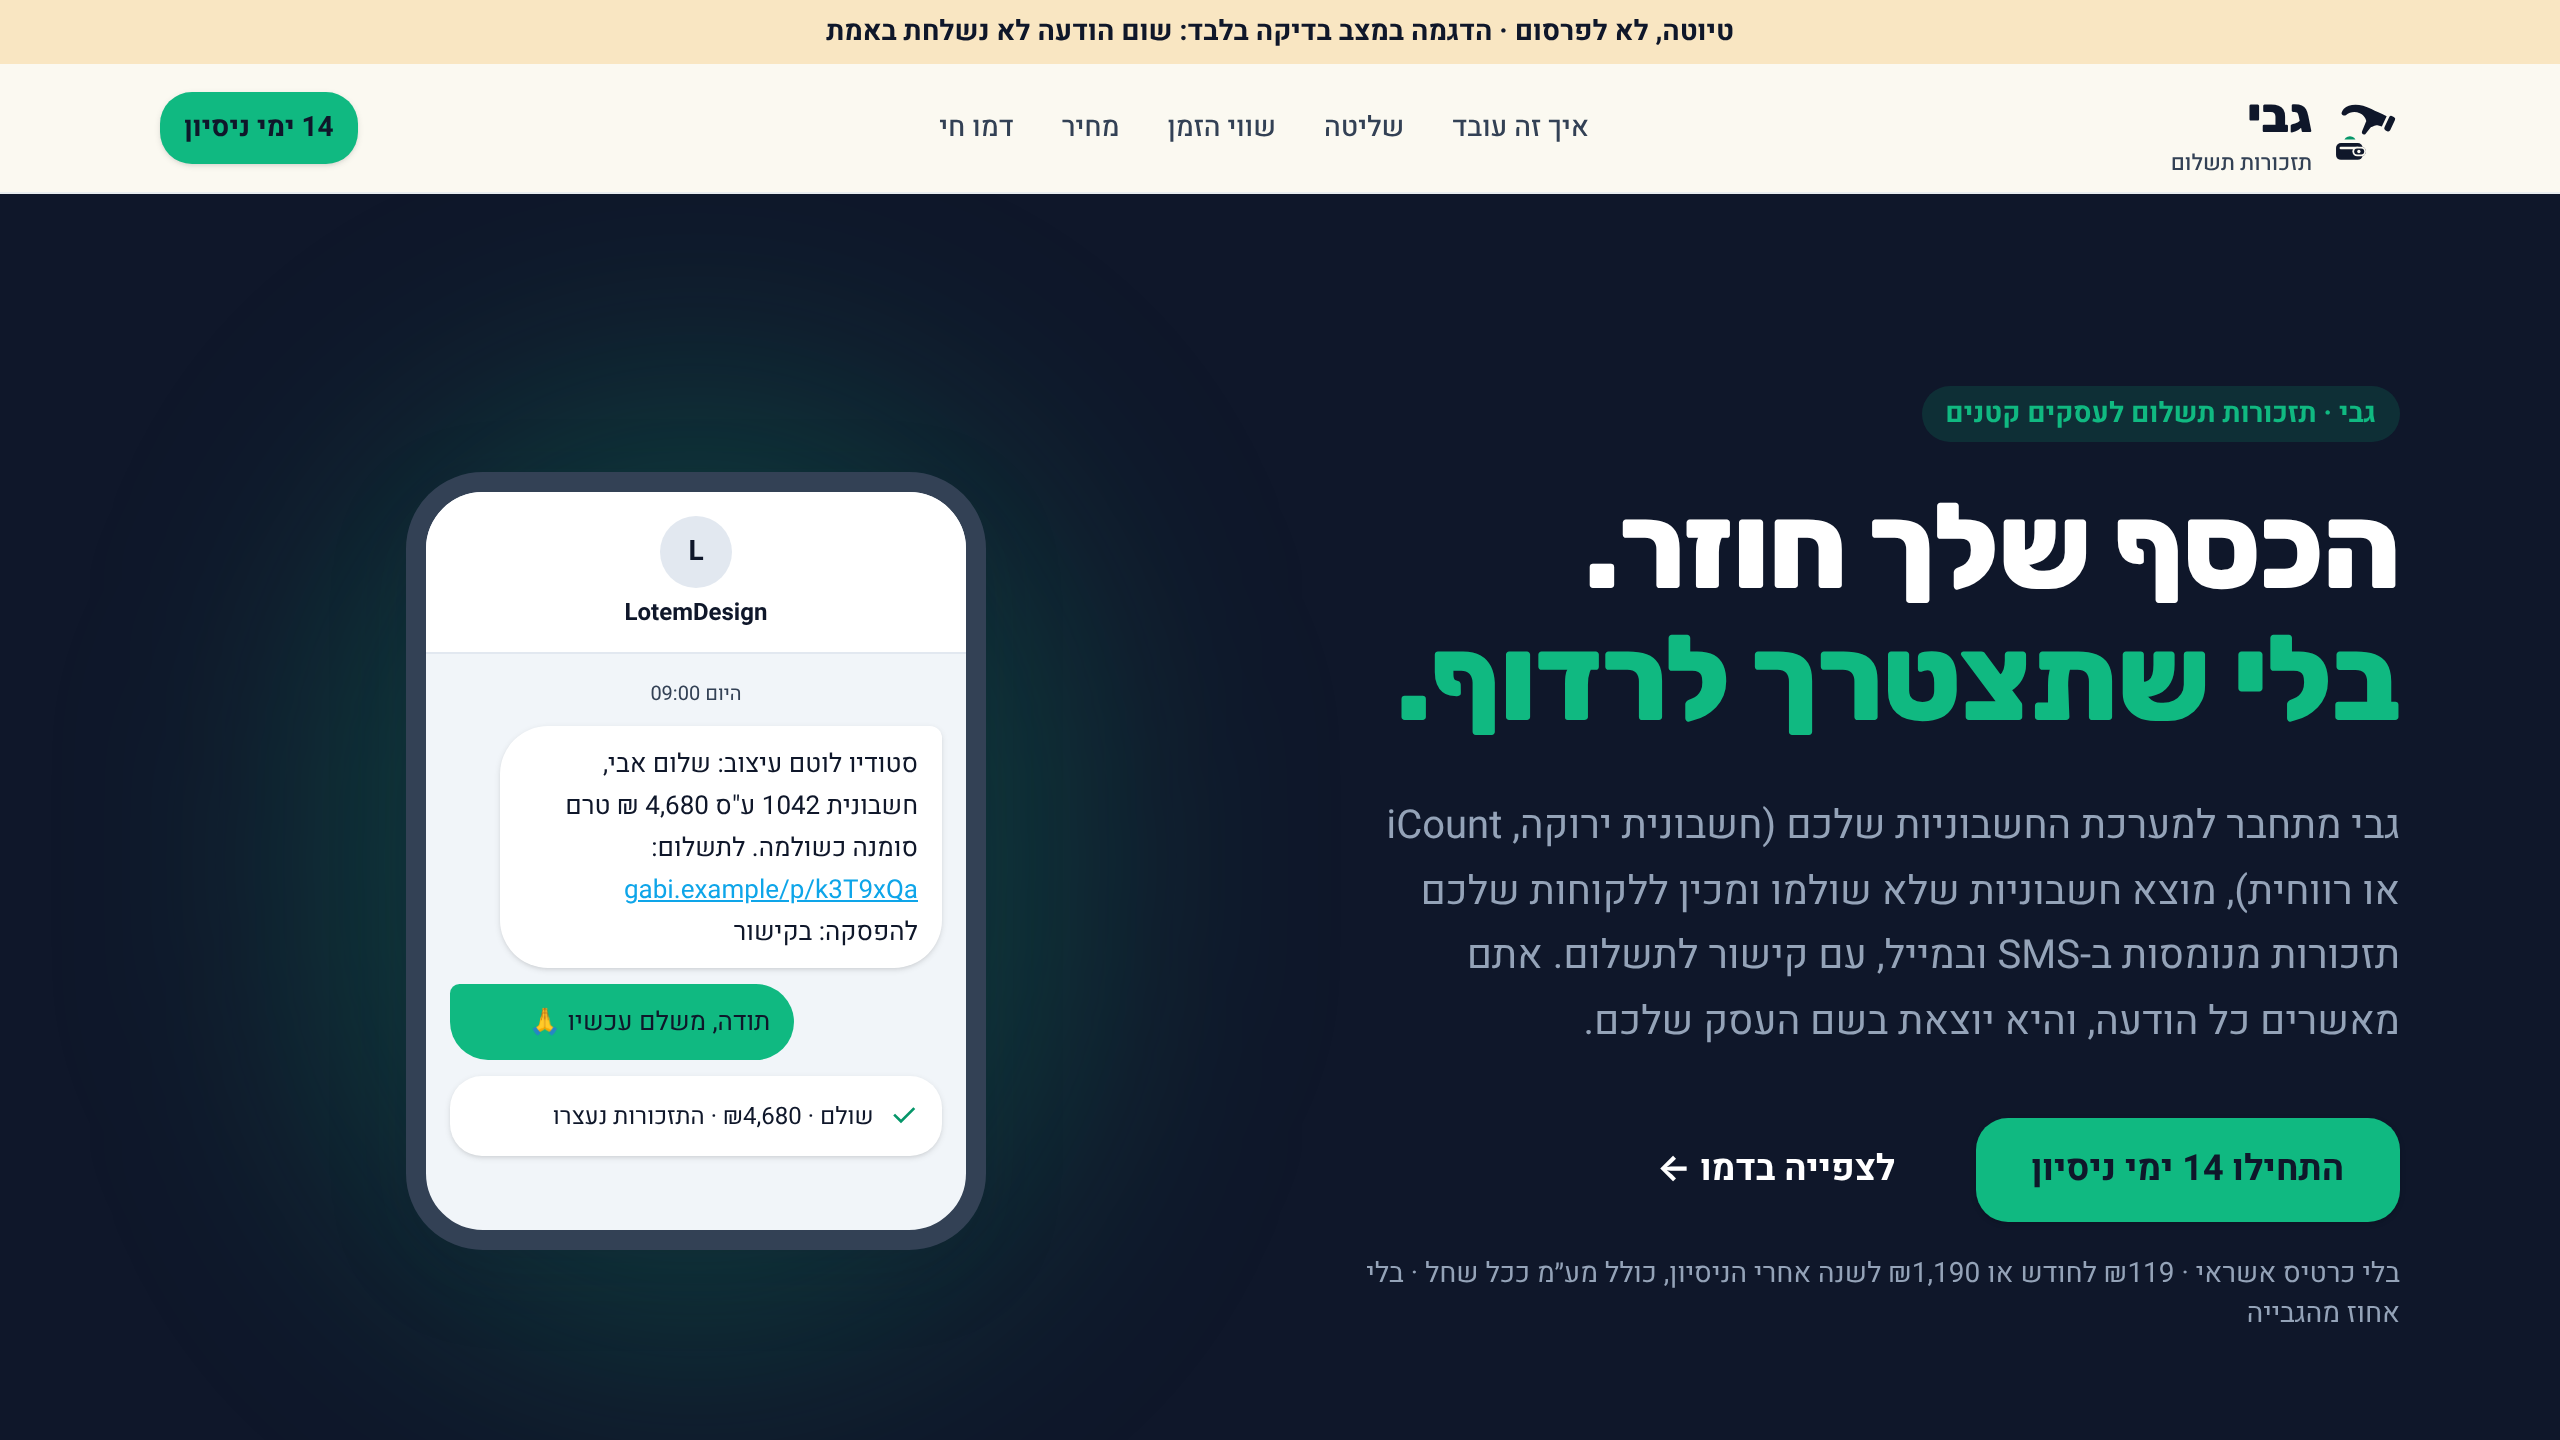 טיוטה, לא לפרסום · הדגמה במצב בדיקה בלבד: שום הודעה לא נשלחת באמת
גבי
תזכורות תשלום
איך זה עובד
שליטה
שווי הזמן
מחיר
דמו חי
14 ימי ניסיון
גבי · תזכורות תשלום לעסקים קטנים
הכסף שלך חוזר.
בלי שתצטרך לרדוף.
גבי מתחבר למערכת החשבוניות שלכם (חשבונית ירוקה, iCount
או רווחית), מוצא חשבוניות שלא שולמו ומכין ללקוחות שלכם
תזכורות מנומסות ב-SMS ובמייל, עם קישור לתשלום. אתם
מאשרים כל הודעה, והיא יוצאת בשם העסק שלכם.
התחילו 14 ימי ניסיון
לצפייה בדמו ←
בלי כרטיס אשראי · 119₪ לחודש או 1,190₪ לשנה אחרי הניסיון, כולל מע״מ ככל שחל · בלי
אחוז מהגבייה
L
LotemDesign
היום 09:00
סטודיו לוטם עיצוב: שלום אבי,
חשבונית 1042 ע"ס 4,680 ₪ טרם
סומנה כשולמה. לתשלום:
gabi.example/p/k3T9xQa
להפסקה: בקישור
תודה, משלם עכשיו 🙏
שולם · 4,680₪ · התזכורות נעצרו